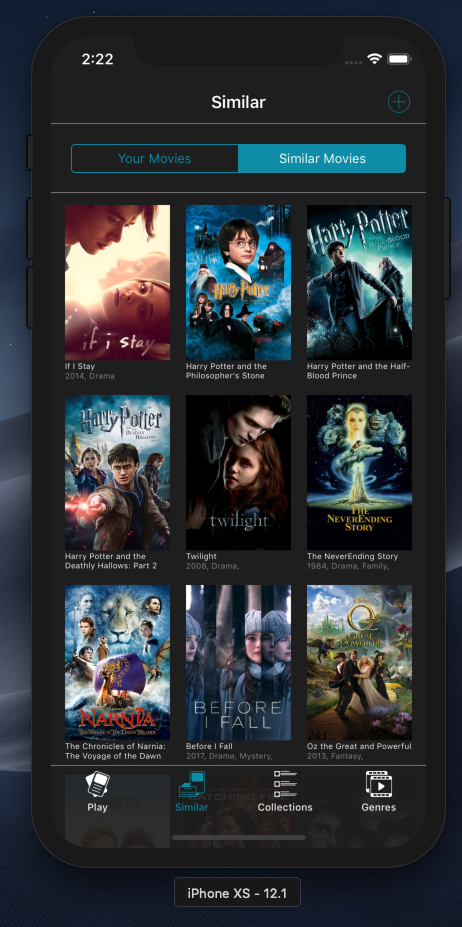 2:22
Similar
Your Movies
Similar Movies
if i stay
Harry Potter
Harry Potter
HALF-BLOOD
PRINCE
If I Stay
2014, Drama
Harry Potter and the
Philosopher's Stone
Harry Potter and the Half-
Blood Prince
Harry Potter
DEATHLY
HALLOWS
twilight
THE
NEVERENDING
STORY
Harry Potter and the
Deathly Hallows: Part 2
Twilight
2008, Drama,
The NeverEnding Story
1984, Drama, Family,
NARNIA
THE VOYAGE OF THE DAWN TREADER
BEFORE
I FALL
OZ
THE
GREAT
AND
POWERFUL
The Chronicles of Narnia:
The Voyage of the Dawn
Before I Fall
2017, Drama, Mystery,
Oz the Great and Powerful
2013, Fantasy,
CATCHING FI
Play
Similar
Collections
Genres
iPhone XS - 12.1